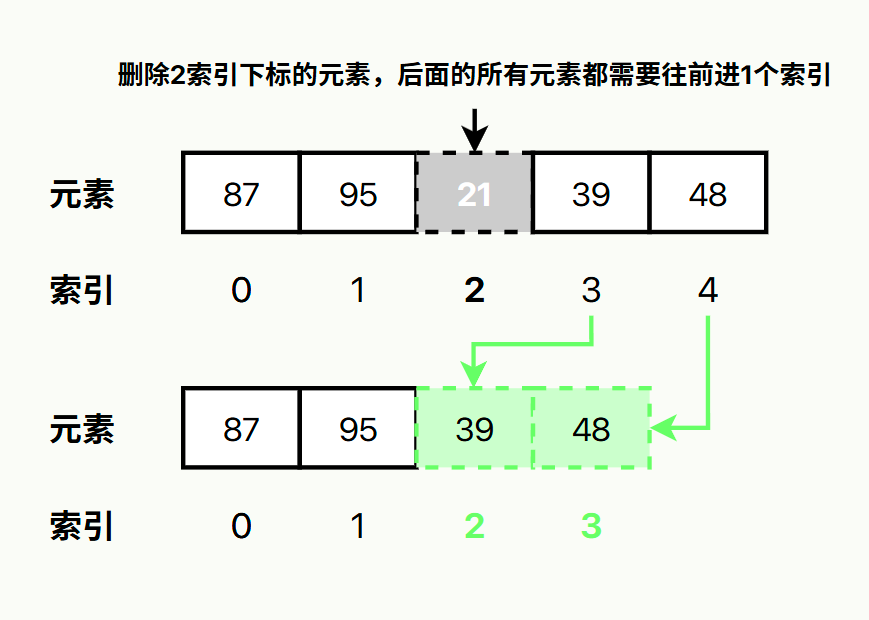 删除2索引下标的元素，后面的所有元素都需要往前进1个索引
元素 87 95 21 39 48
索引 0 1 2 3 4
元素 87 95 39 48
索引 0 1 2 3